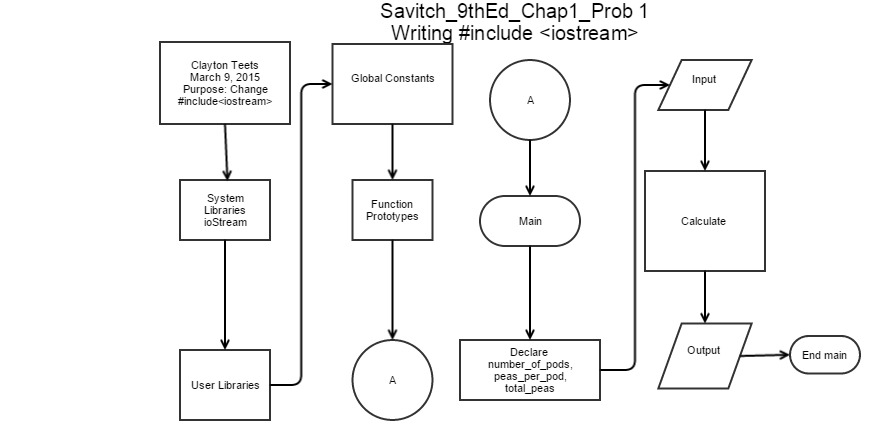 Savitch_9thEd_Chap1_Prob 1
Writing #include <iostream>
Clayton Teets
March 9, 2015
Purpose: Change
#include<iostream>
System
Libraries
ioStream
User Libraries
Global Constants
Function
Prototypes
A
A
Main
Declare
number_of_pods,
peas_per_pod,
total_peas
Input
Calculate
Output
End main